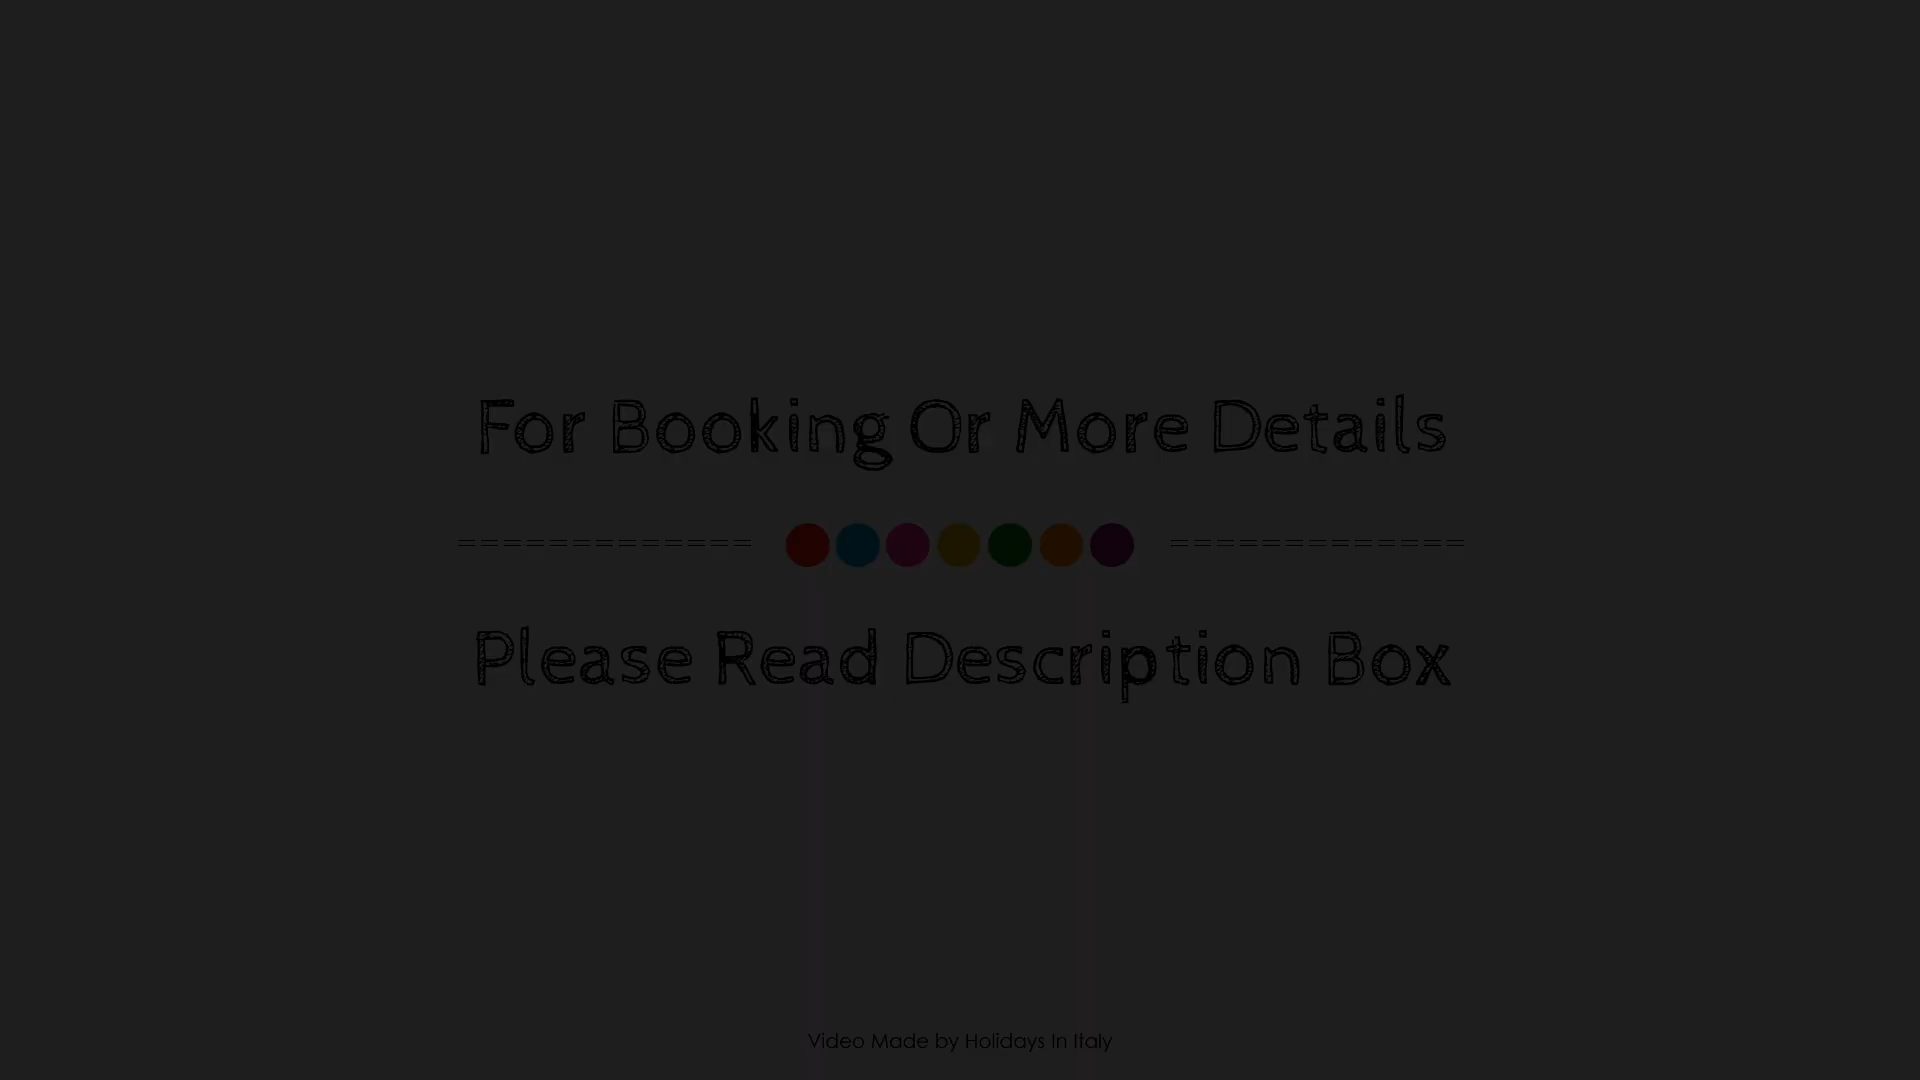 For Booking Or More Details
============= =============
Please Read Description Box
Video Made by Holidays In Italy